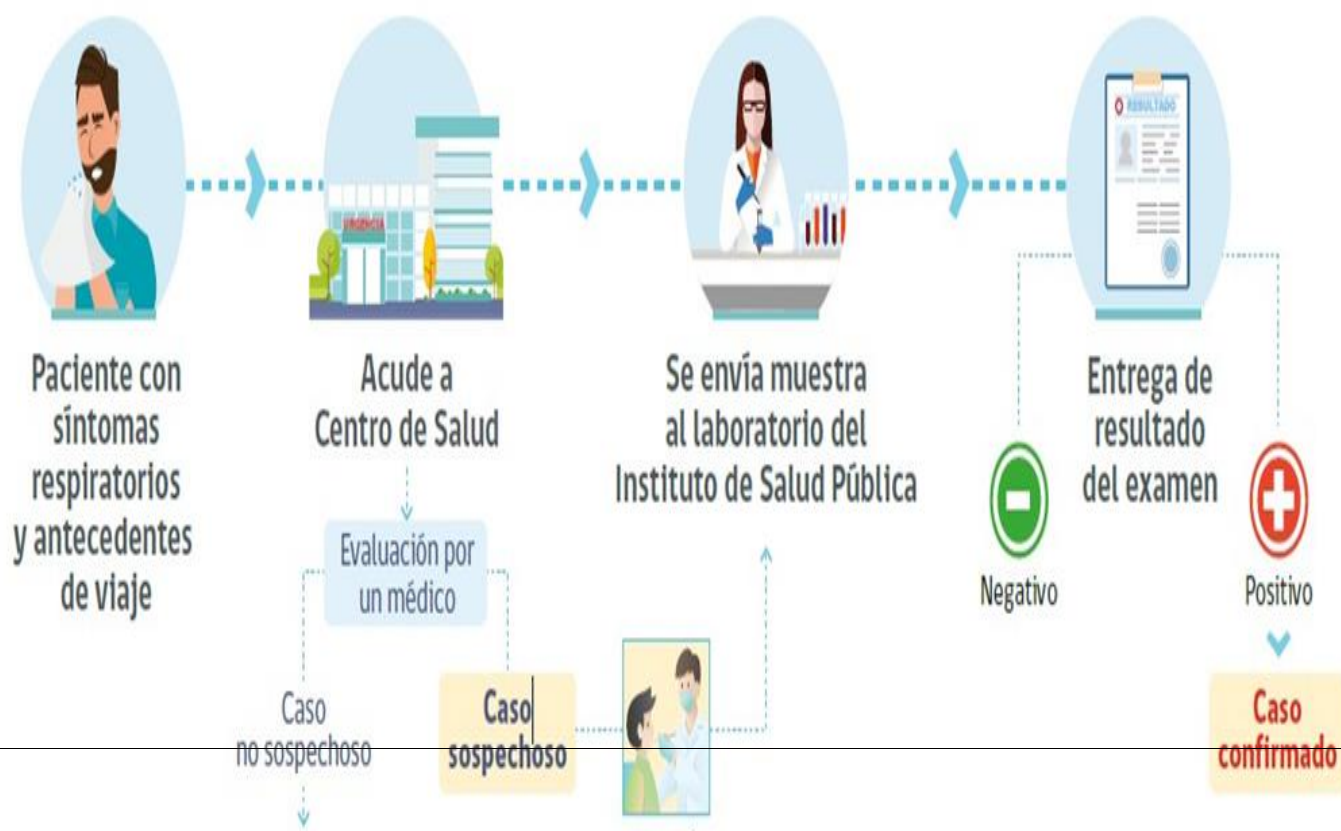 URGENCIA
RESULTADO
Paciente con
síntomas
respiratorios
y antecedentes
de viaje
Acude a
Centro de Salud
Se envía muestra
al laboratorio del
Instituto de Salud Pública
Entrega de
resultado
del examen
Evaluación por
un médico
Negativo
Positivo
Caso
no sospechoso
Caso
sospechoso
Caso
confirmado